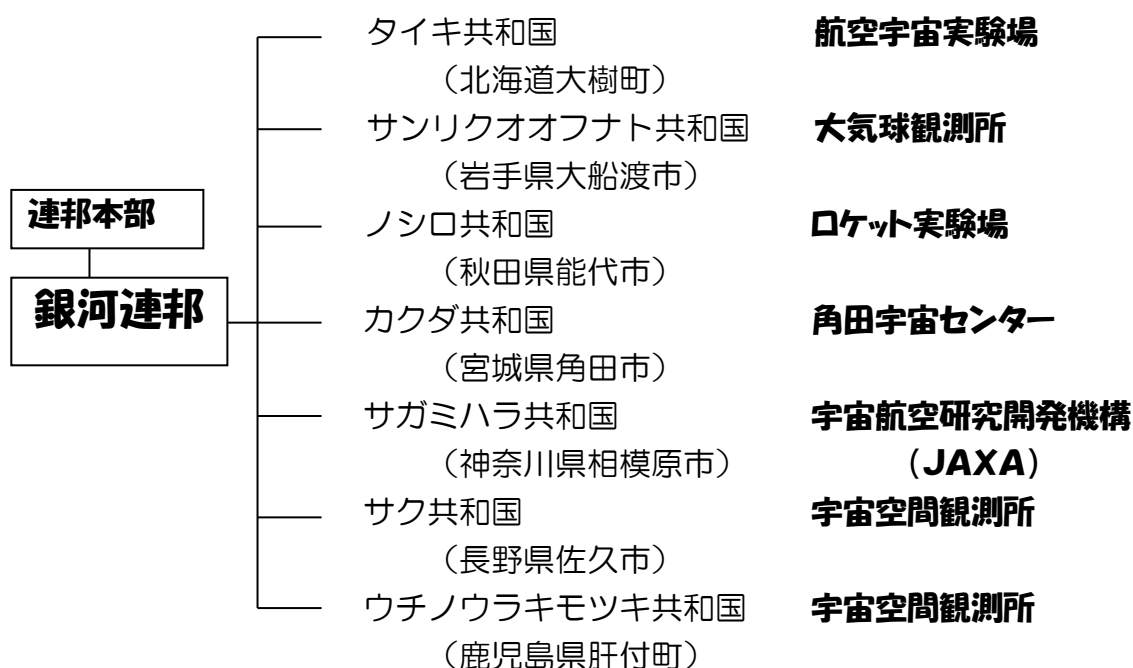 タイキ共和国 航空宇宙実験場
（北海道大樹町）
サンリクオオフナト共和国 大気球観測所
（岩手県大船渡市）
連邦本部
ノシロ共和国 ロケット実験場
（秋田県能代市）
銀河連邦
カクダ共和国 角田宇宙センター
（宮城県角田市）
サガミハラ共和国 宇宙航空研究開発機構
（神奈川県相模原市） （JAXA）
サク共和国 宇宙空間観測所
（長野県佐久市）
ウチノウラキモツキ共和国 宇宙空間観測所
（鹿児島県肝付町）